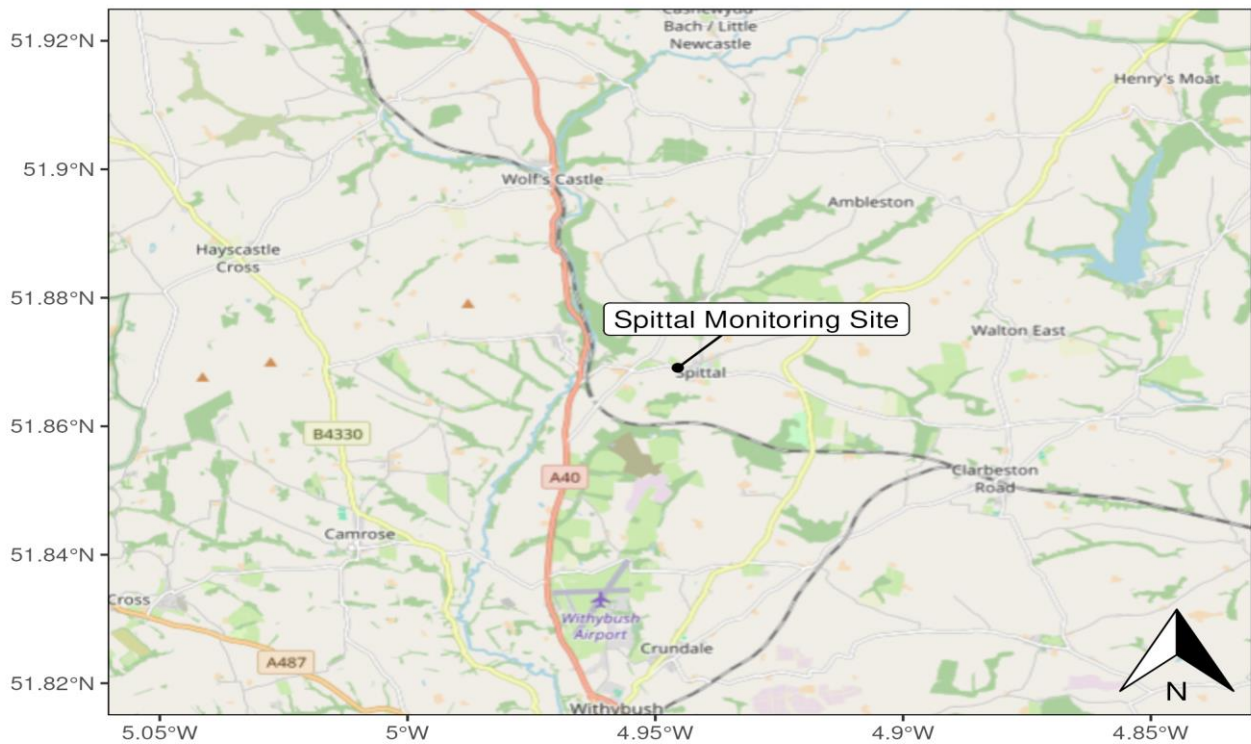 Bach / Little
Newcastle
51.92°N
Henry's Moat
51.9°N
Wolf's Castle
Ambleston
Hayscastle
Cross
51.88°N
Spittal Monitoring Site
Walton East
Spittal
51.86°N
B4330
A40
Clarbeston
Road
51.84°N
Camrose
Cross
Withybush
Airport
Crundale
A487
51.82°N
N
Withybush
5.05°W
5°W
4.95°W
4.9°W
4.85°W